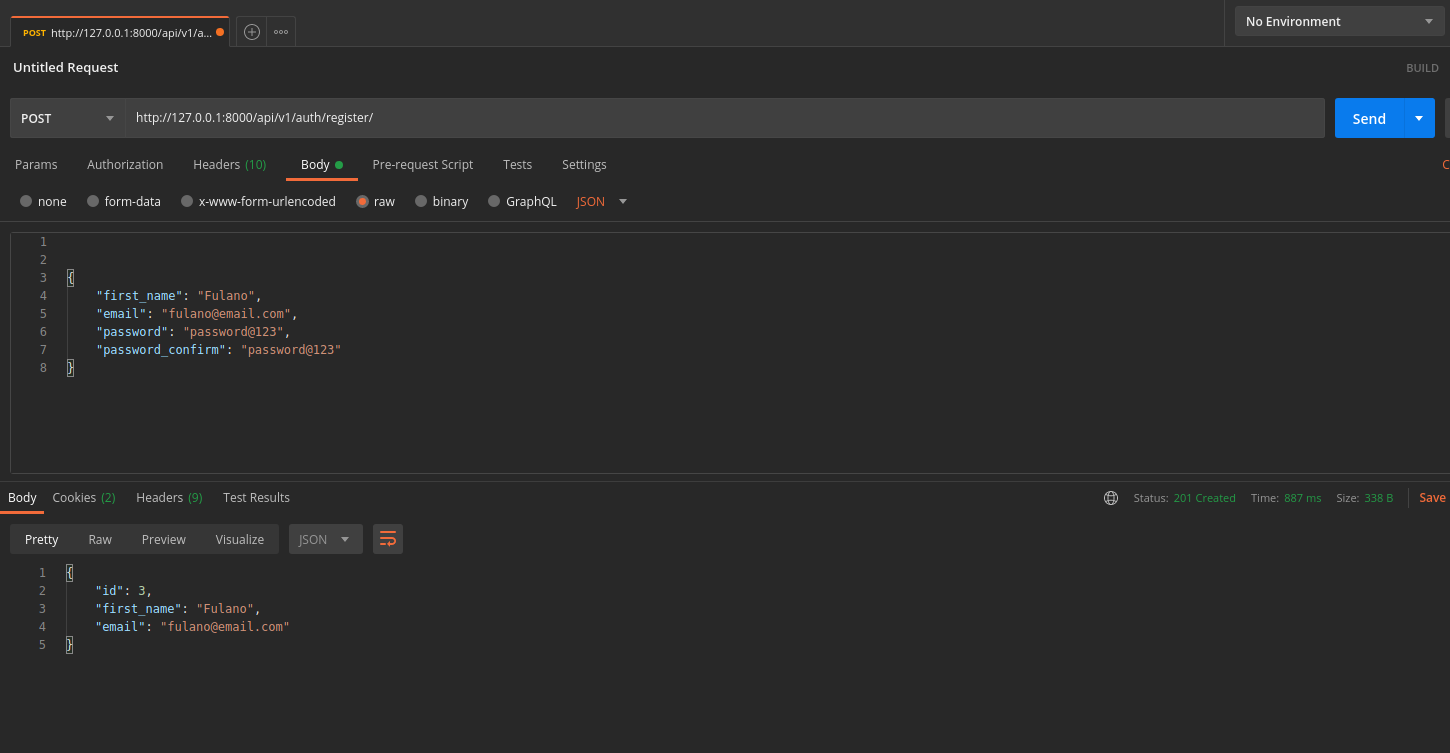 POST http://127.0.0.1:8000/api/v1/a...
No Environment
Untitled Request
BUILD
POST
http://127.0.0.1:8000/api/v1/auth/register/
Send
Params Authorization Headers (10) Body Pre-request Script Tests Settings
none form-data x-www-form-urlencoded raw binary GraphQL JSON
1
2
3 {
4 "first_name": "Fulano",
5 "email": "fulano@email.com",
6 "password": "password@123",
7 "password_confirm": "password@123"
8 }
Body Cookies (2) Headers (9) Test Results Status: 201 Created Time: 887 ms Size: 338 B Save
Pretty Raw Preview Visualize JSON
1 {
2 "id": 3,
3 "first_name": "Fulano",
4 "email": "fulano@email.com"
5 }